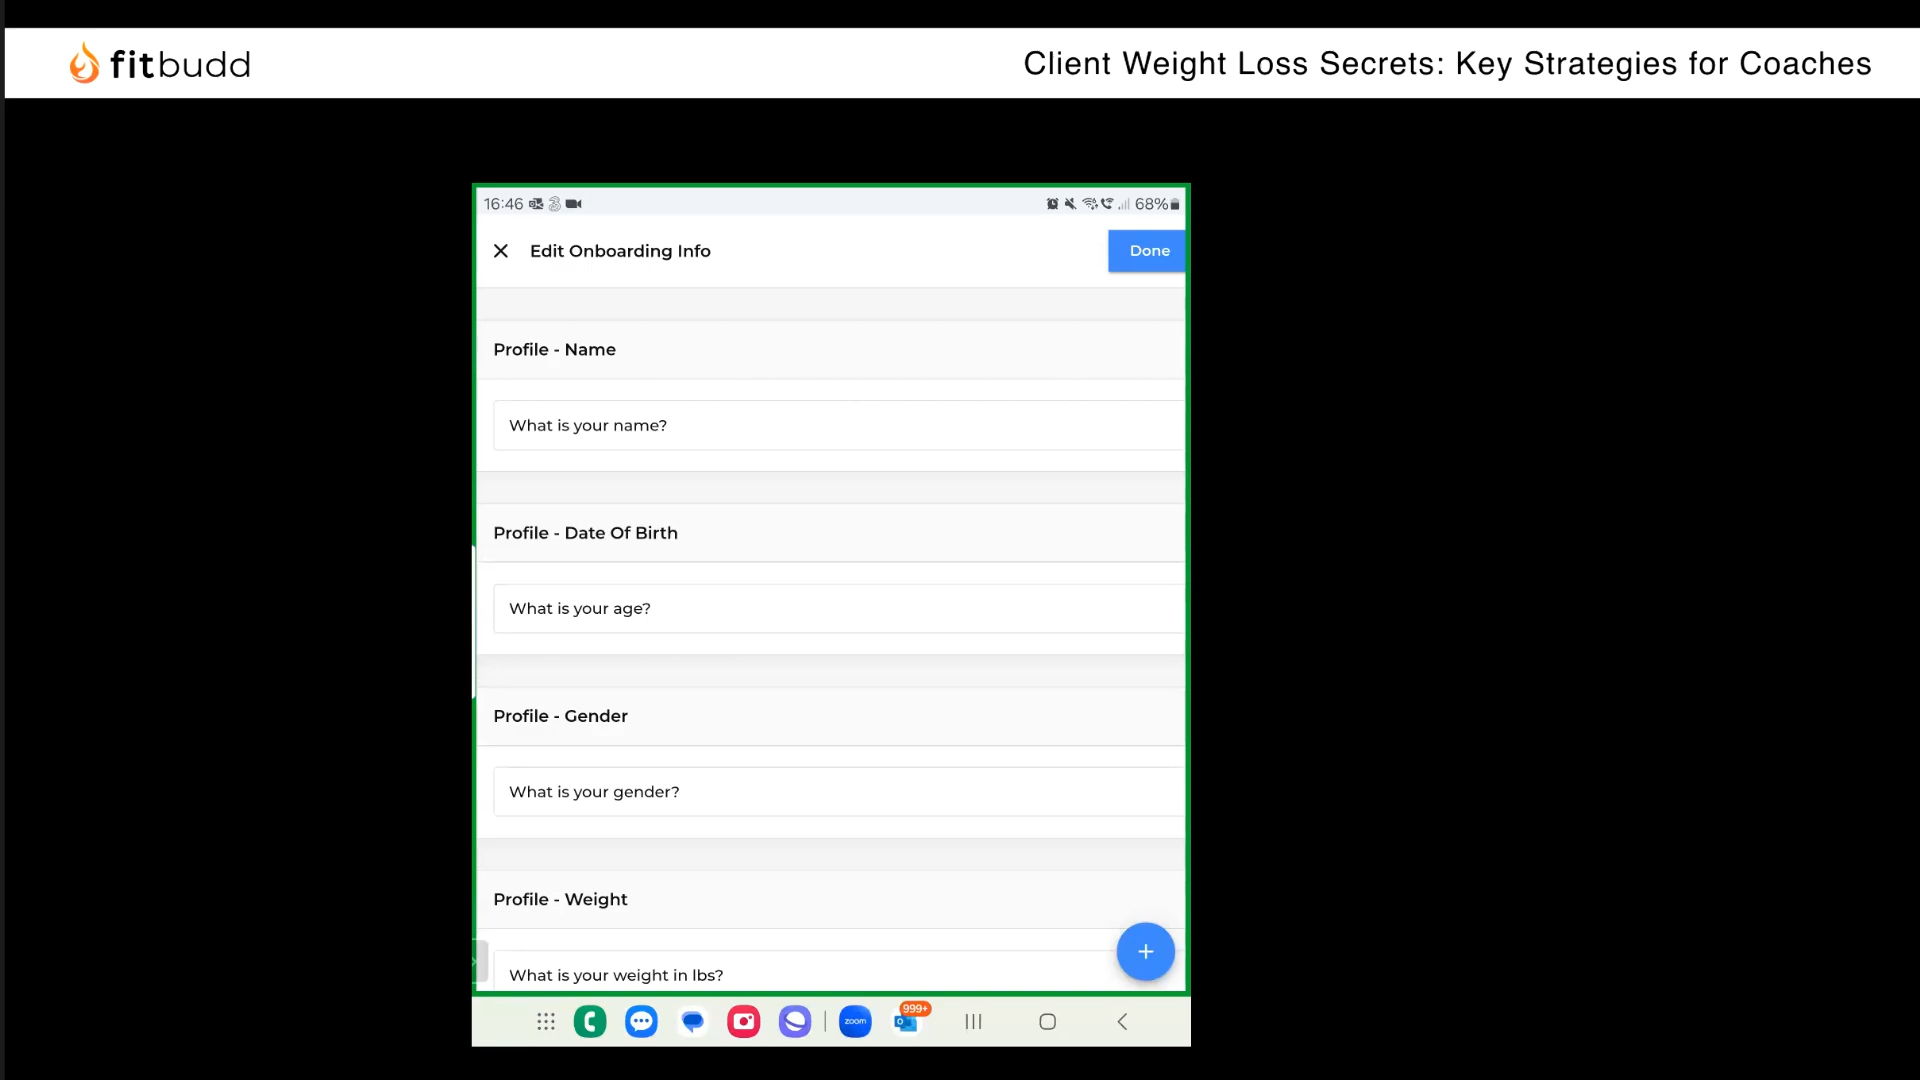 fitbudd
Client Weight Loss Secrets: Key Strategies for Coaches
16:46
68%
Edit Onboarding Info
Done
Profile - Name
What is your name?
Profile - Date Of Birth
What is your age?
Profile - Gender
What is your gender?
Profile - Weight
What is your weight in lbs?
zoom
999+